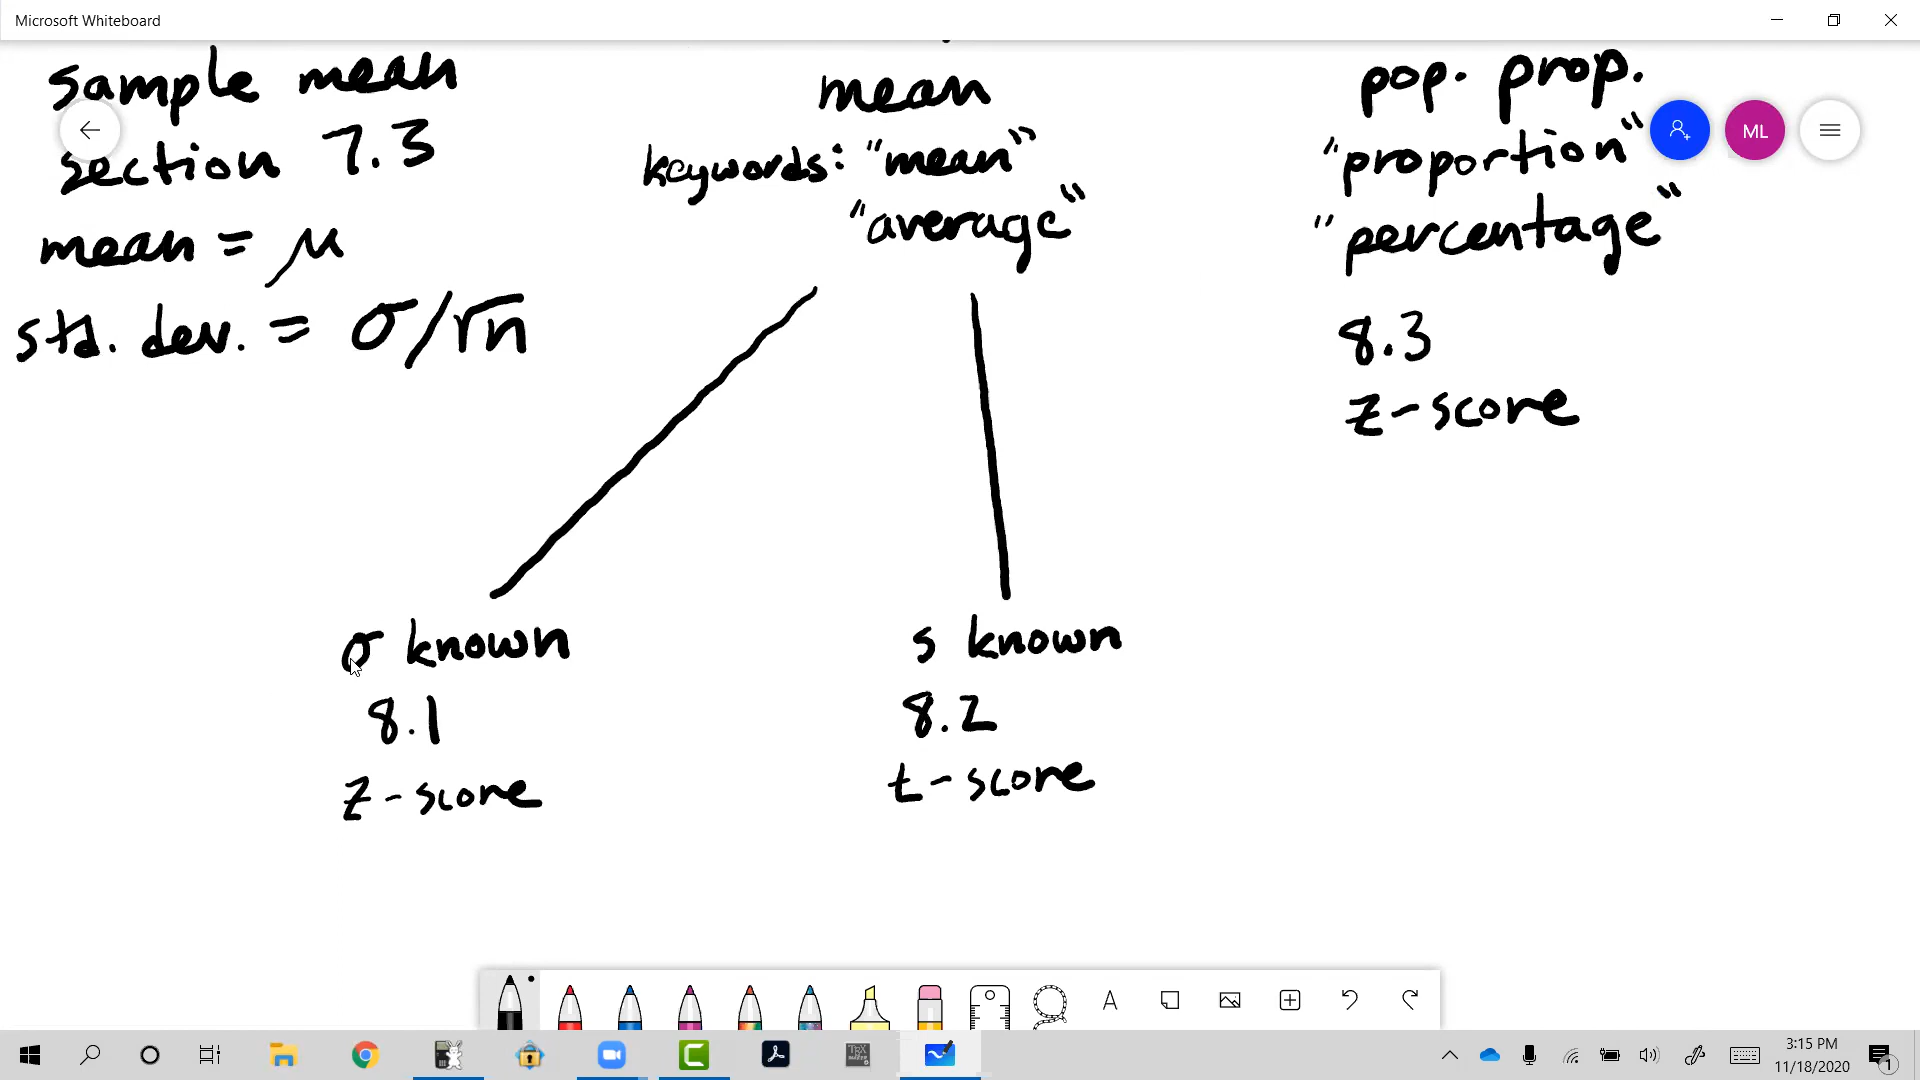 Microsoft Whiteboard
sample mean
section 7.3
mean = μ
std. dev. = σ/√n
mean
keywords: "mean"
"average"
pop. prop.
"proportion"
"percentage"
8.3
z-score
σ known
8.1
z-score
s known
8.2
t-score
ML
A
3:15 PM
11/18/2020
1